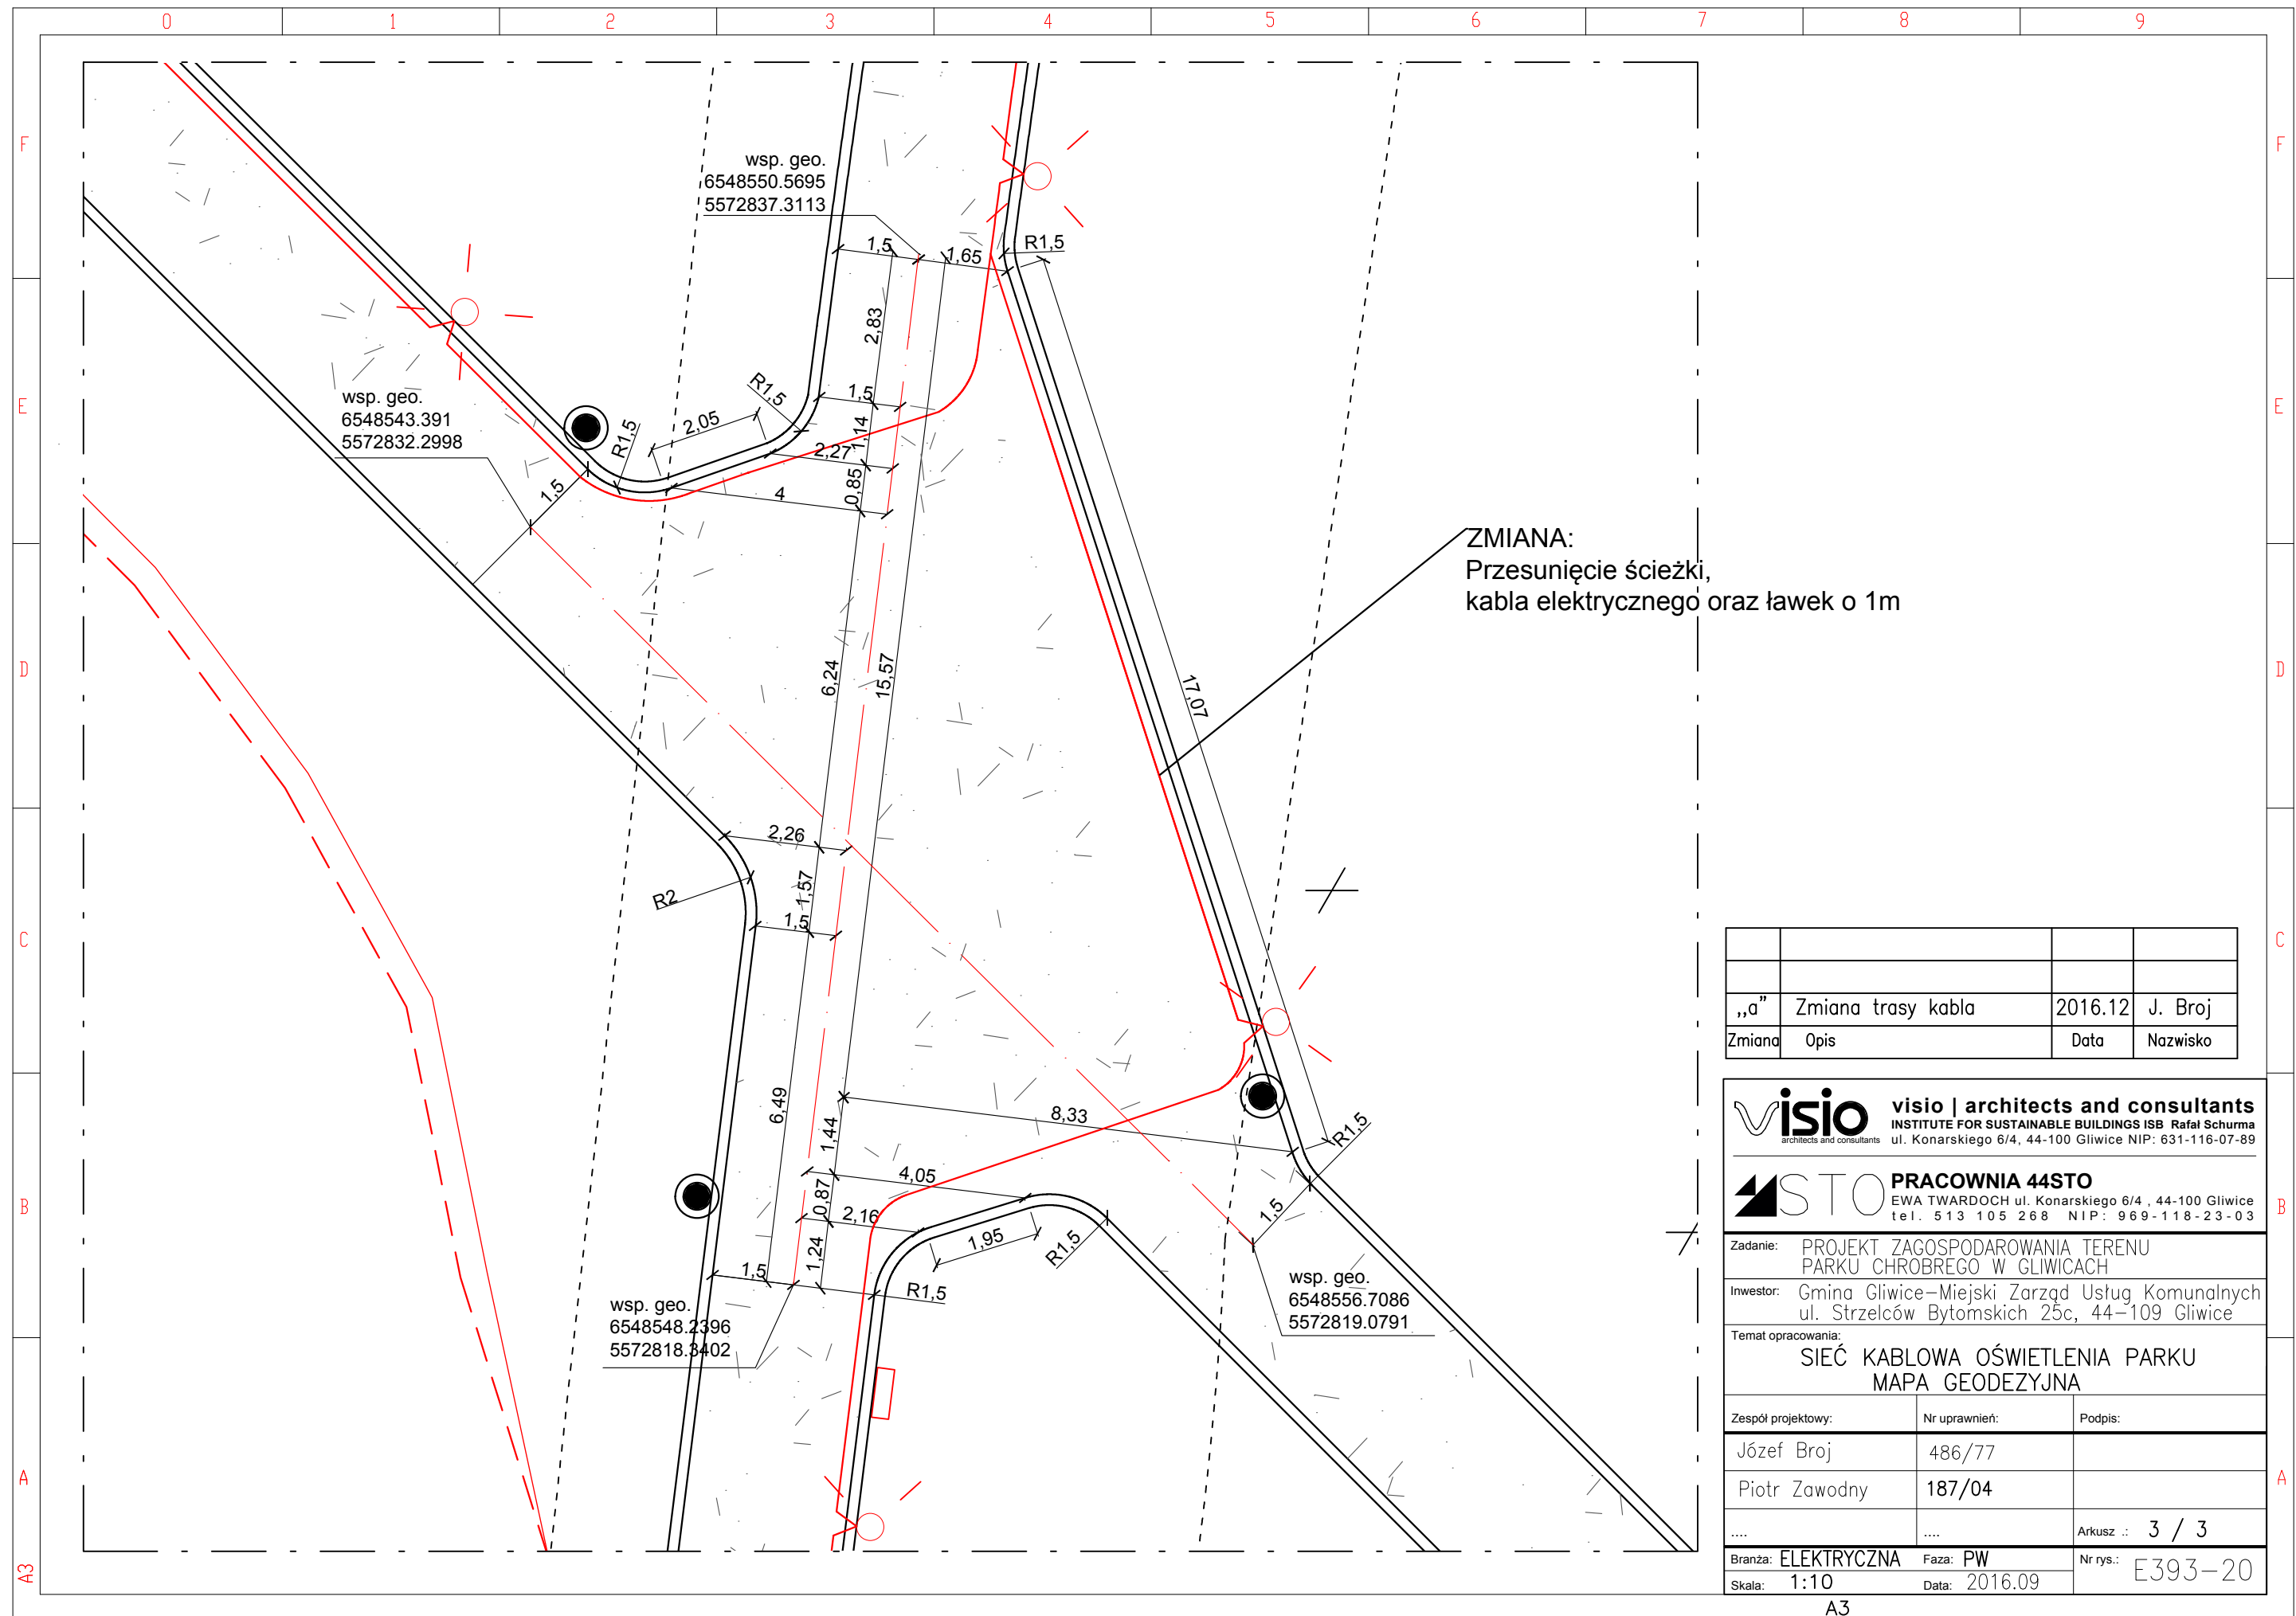 0 1 2 3 4 5 6 7 8 9
F
E
D
C
B
A
A3
F
E
D
C
B
A
wsp. geo.
6548550.5695
5572837.3113
1,5
1,65
R1,5
2,83
wsp. geo.
6548543.391
5572832.2998
R1,5
2,05
R1,5
1,5
1,14
2,27
0,85
4
1,5
ZMIANA:
Przesunięcie ścieżki,
kabla elektrycznego oraz ławek o 1m
6,24
15,57
17,07
2,26
R2
1,57
1,5
6,49
1,44
8,33
R1,5
4,05
0,87
2,16
1,95
R1,5
1,5
1,24
1,5
R1,5
wsp. geo.
6548548.2396
5572818.3402
wsp. geo.
6548556.7086
5572819.0791
„a” Zmiana trasy kabla 2016.12 J. Broj
Zmiana Opis Data Nazwisko
visio
architects and consultants
visio | architects and consultants
INSTITUTE FOR SUSTAINABLE BUILDINGS ISB Rafał Schurma
ul. Konarskiego 6/4, 44-100 Gliwice NIP: 631-116-07-89
STO
PRACOWNIA 44STO
EWA TWARDOCH ul. Konarskiego 6/4 , 44-100 Gliwice
tel. 513 105 268 NIP: 969-118-23-03
Zadanie: PROJEKT ZAGOSPODAROWANIA TERENU
PARKU CHROBREGO W GLIWICACH
Inwestor: Gmina Gliwice-Miejski Zarząd Usług Komunalnych
ul. Strzelców Bytomskich 25c, 44-109 Gliwice
Temat opracowania:
SIEĆ KABLOWA OŚWIETLENIA PARKU
MAPA GEODEZYJNA
Zespół projektowy: Nr uprawnień: Podpis:
Józef Broj 486/77
Piotr Zawodny 187/04
.... .... Arkusz .: 3 / 3
Branża: ELEKTRYCZNA Faza: PW Nr rys.: E393-20
Skala: 1:10 Data: 2016.09
A3